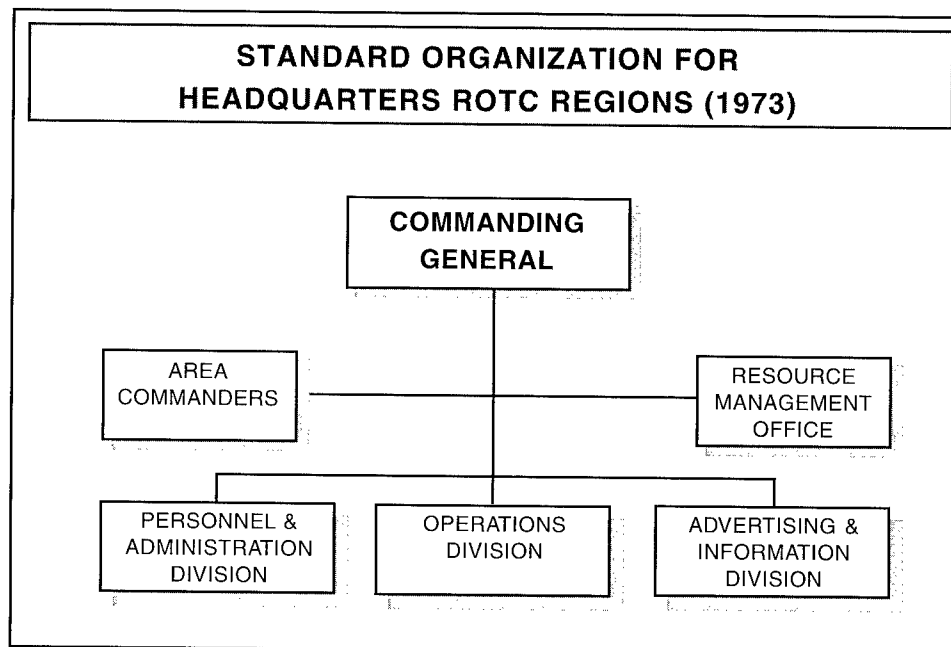 STANDARD ORGANIZATION FOR
HEADQUARTERS ROTC REGIONS (1973)
COMMANDING
GENERAL
AREA
COMMANDERS
RESOURCE
MANAGEMENT
OFFICE
PERSONNEL &
ADMINISTRATION
DIVISION
OPERATIONS
DIVISION
ADVERTISING &
INFORMATION
DIVISION